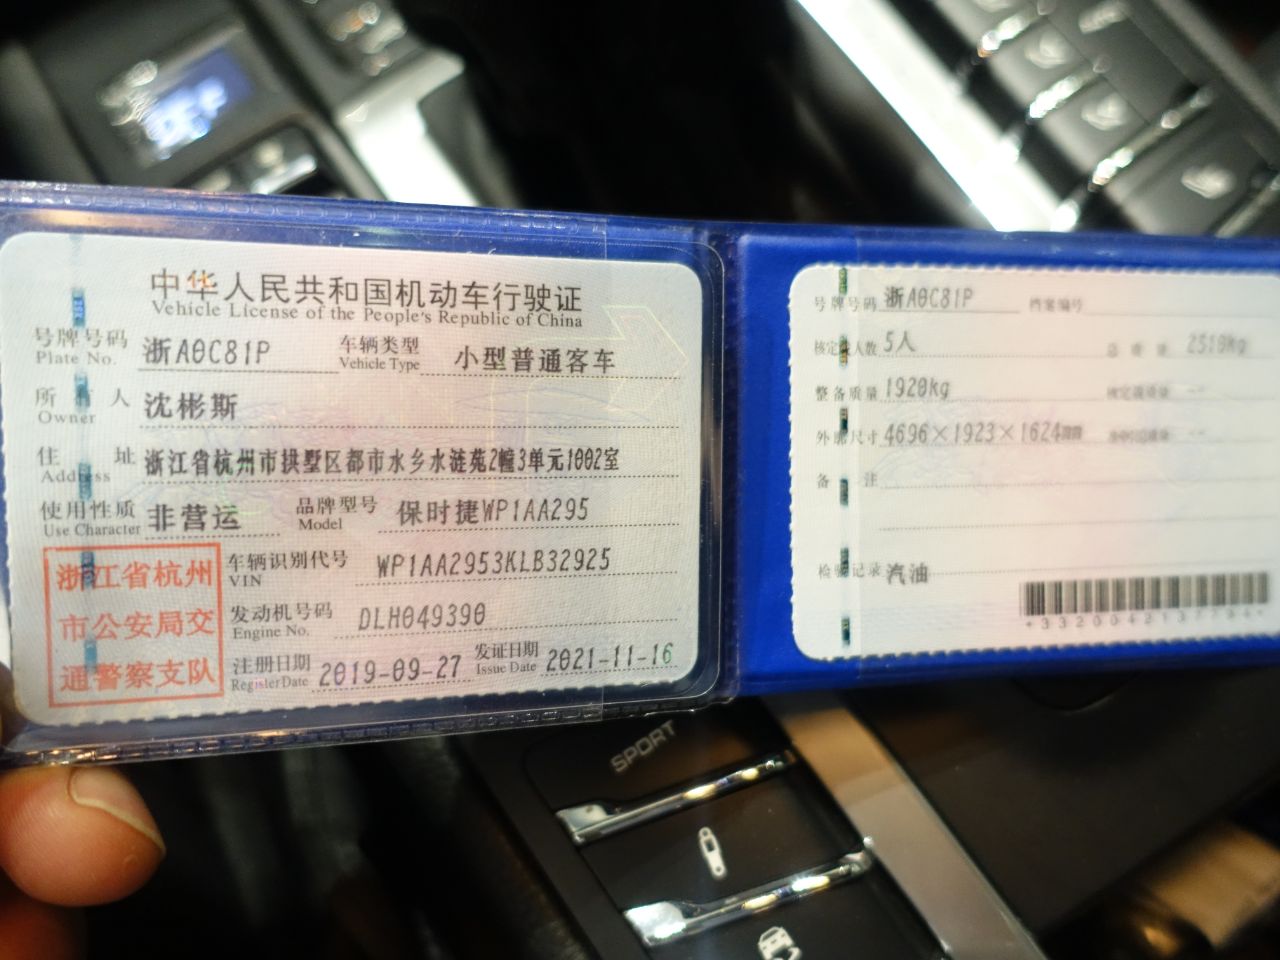 中华人民共和国机动车行驶证
Vehicle License of the People's Republic of China
号牌号码 浙A0C81P 车辆类型 小型普通客车
Plate No. Vehicle Type
所有人 沈彬斯
Owner
住址 浙江省杭州市拱墅区都市水乡水涟苑2幢3单元1002室
Address
使用性质 非营运 品牌型号 保时捷WP1AA295
Use Character Model
浙江省杭州
市公安局交
通警察支队
车辆识别代号 WP1AA2953KLB32925
VIN
发动机号码 DLH049390
Engine No.
注册日期 2019-09-27 发证日期 2021-11-16
Register Date Issue Date
号牌号码 浙A0C81P 档案编号
核定载人数 5人 总质量 2510kg
整备质量 1920kg 核定载质量 --
外廓尺寸 4696×1923×1624mm --
备注
检验记录 汽油
SPORT